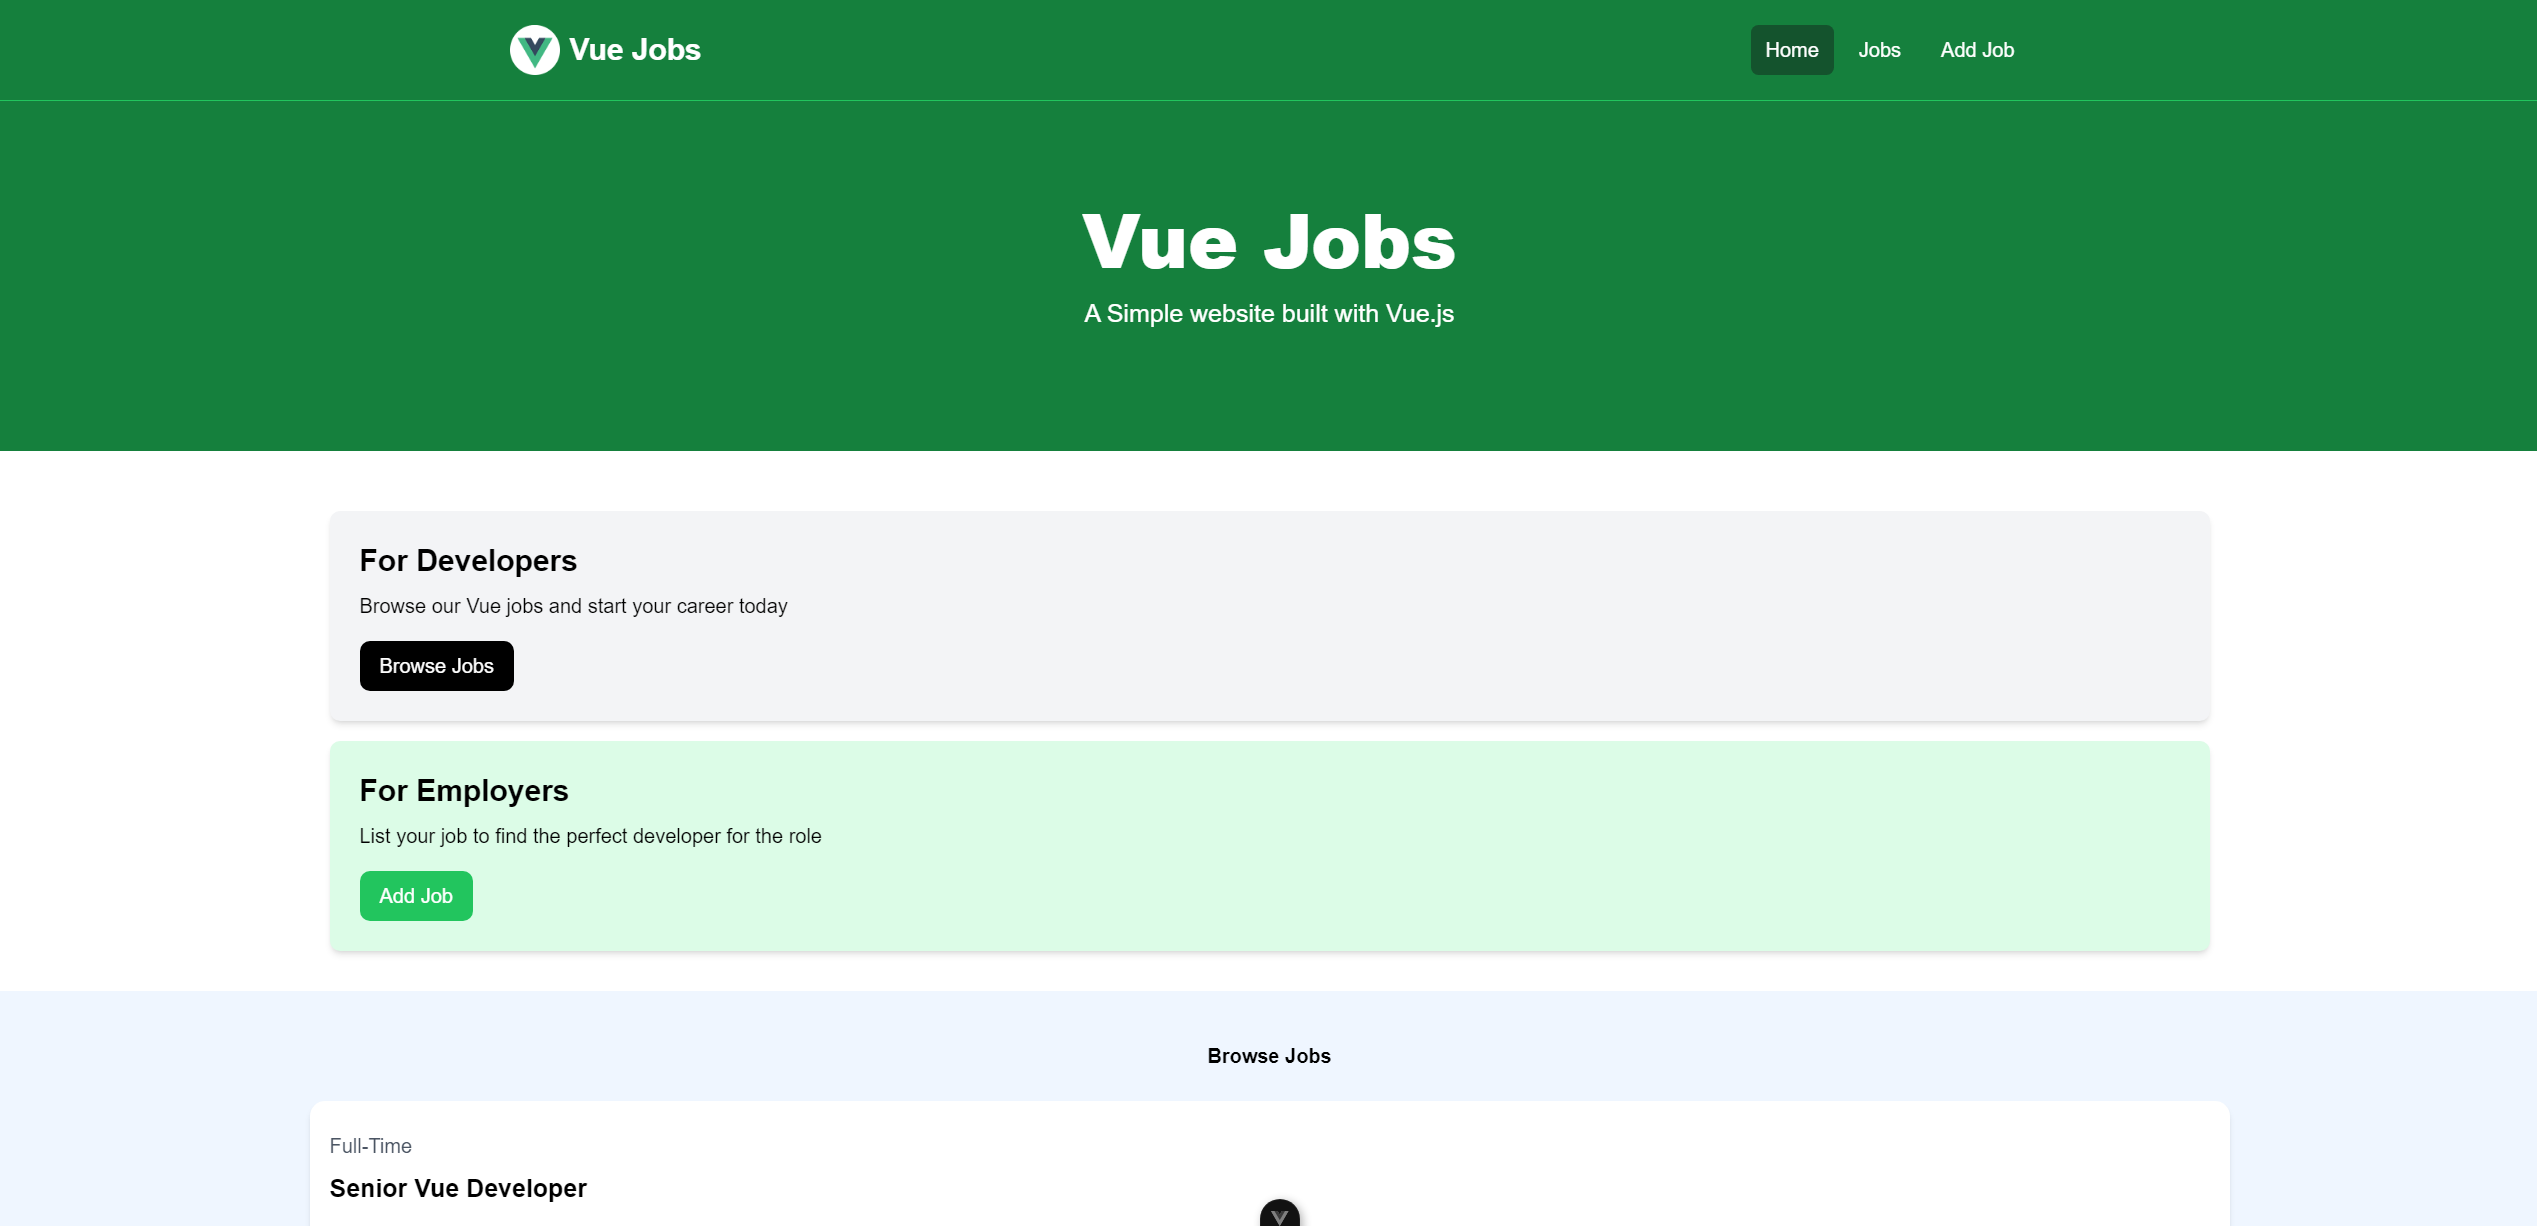 Vue Jobs
Home
Jobs
Add Job
Vue Jobs
A Simple website built with Vue.js
For Developers
Browse our Vue jobs and start your career today
Browse Jobs
For Employers
List your job to find the perfect developer for the role
Add Job
Browse Jobs
Full-Time
Senior Vue Developer